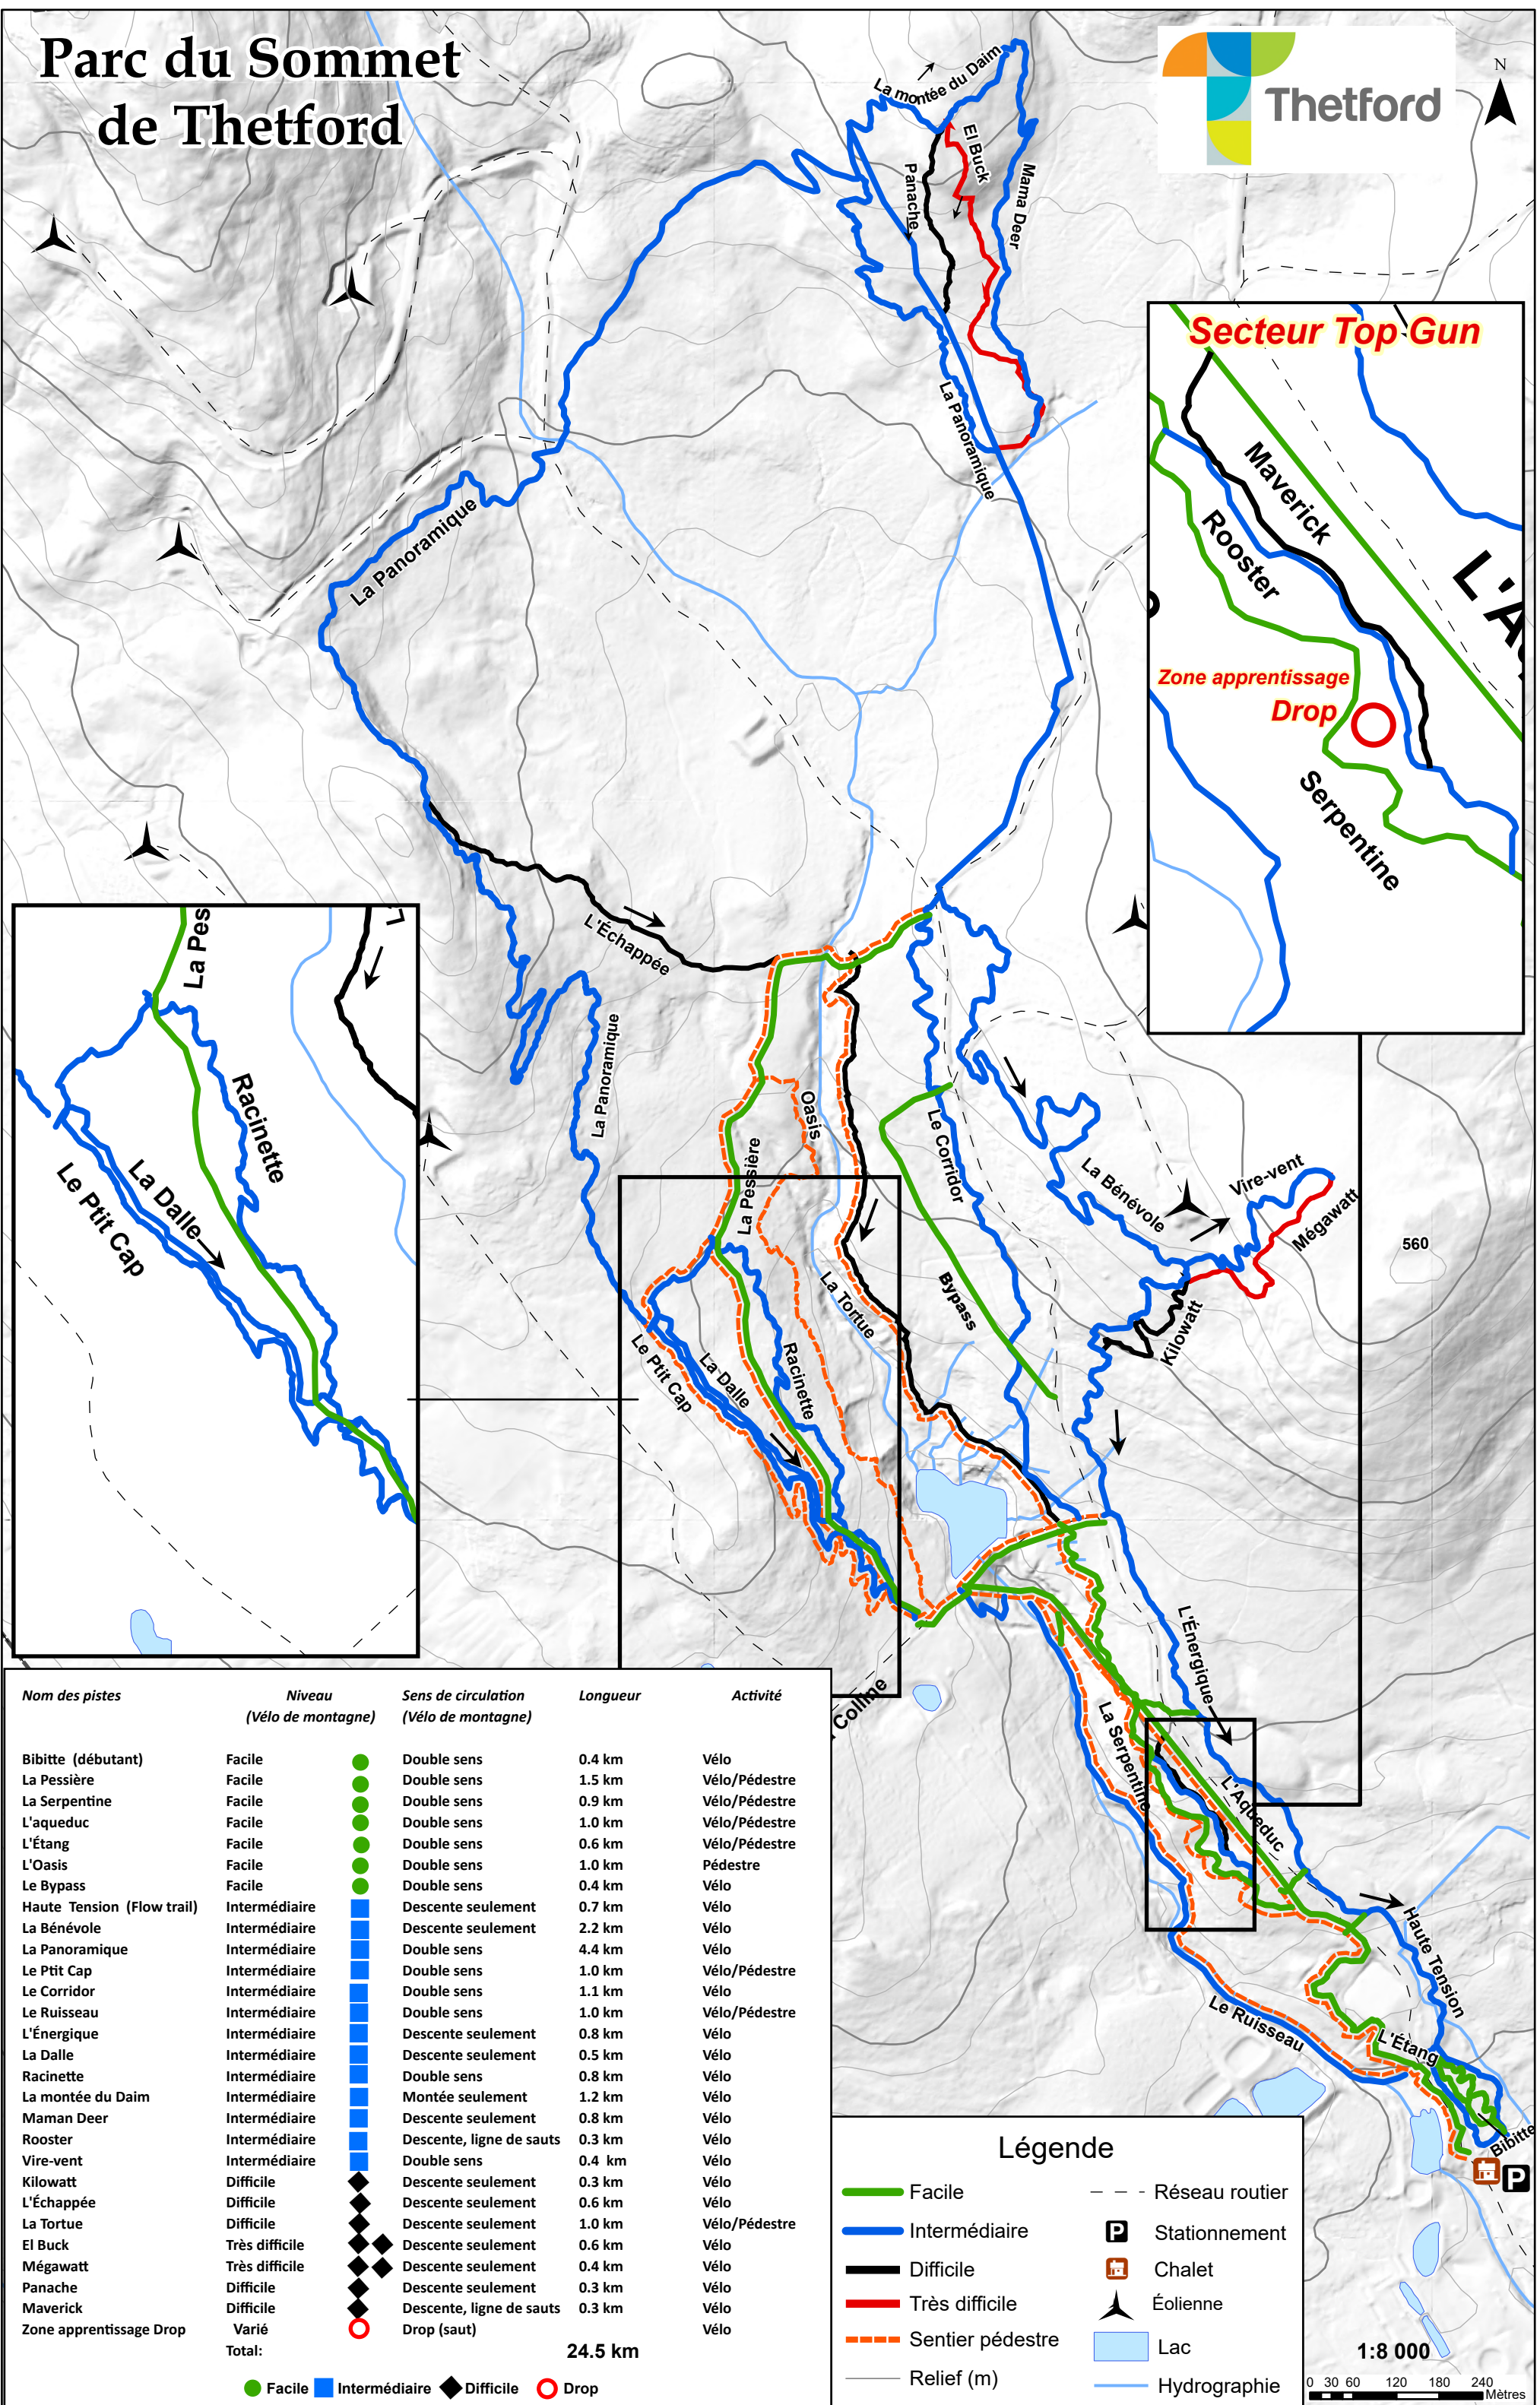 Parc du Sommet
de Thetford
Thetford
N
La montée du Daim
El Buck
Panache
Mama Deer
La Panoramique
La Panoramique
Secteur Top Gun
Maverick
Rooster
L'A
Zone apprentissage
Drop
Serpentine
L'Échappée
La Panoramique
Oasis
La Pessière
Le Corridor
La Bénévole
Vire-vent
Mégawatt
560
Kilowatt
Bypass
La Tortue
Racinette
La Dalle
Le Ptit Cap
La Pes
L
Racinette
La Dalle
Le Ptit Cap
L'Énergique
La Serpentine
L'Aqueduc
Colline
Haute Tension
Le Ruisseau
L'Étang
Bibitte
P
Nom des pistes Niveau Sens de circulation Longueur Activité
(Vélo de montagne) (Vélo de montagne)
Bibitte (débutant) Facile Double sens 0.4 km Vélo
La Pessière Facile Double sens 1.5 km Vélo/Pédestre
La Serpentine Facile Double sens 0.9 km Vélo/Pédestre
L'aqueduc Facile Double sens 1.0 km Vélo/Pédestre
L'Étang Facile Double sens 0.6 km Vélo/Pédestre
L'Oasis Facile Double sens 1.0 km Pédestre
Le Bypass Facile Double sens 0.4 km Vélo
Haute Tension (Flow trail) Intermédiaire Descente seulement 0.7 km Vélo
La Bénévole Intermédiaire Descente seulement 2.2 km Vélo
La Panoramique Intermédiaire Double sens 4.4 km Vélo
Le Ptit Cap Intermédiaire Double sens 1.0 km Vélo/Pédestre
Le Corridor Intermédiaire Double sens 1.1 km Vélo
Le Ruisseau Intermédiaire Double sens 1.0 km Vélo/Pédestre
L'Énergique Intermédiaire Descente seulement 0.8 km Vélo
La Dalle Intermédiaire Descente seulement 0.5 km Vélo
Racinette Intermédiaire Double sens 0.8 km Vélo
La montée du Daim Intermédiaire Montée seulement 1.2 km Vélo
Maman Deer Intermédiaire Descente seulement 0.8 km Vélo
Rooster Intermédiaire Descente, ligne de sauts 0.3 km Vélo
Vire-vent Intermédiaire Double sens 0.4 km Vélo
Kilowatt Difficile Descente seulement 0.3 km Vélo
L'Échappée Difficile Descente seulement 0.6 km Vélo
La Tortue Difficile Descente seulement 1.0 km Vélo/Pédestre
El Buck Très difficile Descente seulement 0.6 km Vélo
Mégawatt Très difficile Descente seulement 0.4 km Vélo
Panache Difficile Descente seulement 0.3 km Vélo
Maverick Difficile Descente, ligne de sauts 0.3 km Vélo
Zone apprentissage Drop Varié Drop (saut) Vélo
Total: 24.5 km
Facile Intermédiaire Difficile Drop
Légende
Facile
Intermédiaire
Difficile
Très difficile
Sentier pédestre
Relief (m)
Réseau routier
P Stationnement
Chalet
Éolienne
Lac
Hydrographie
1:8 000
0 30 60 120 180 240
Mètres